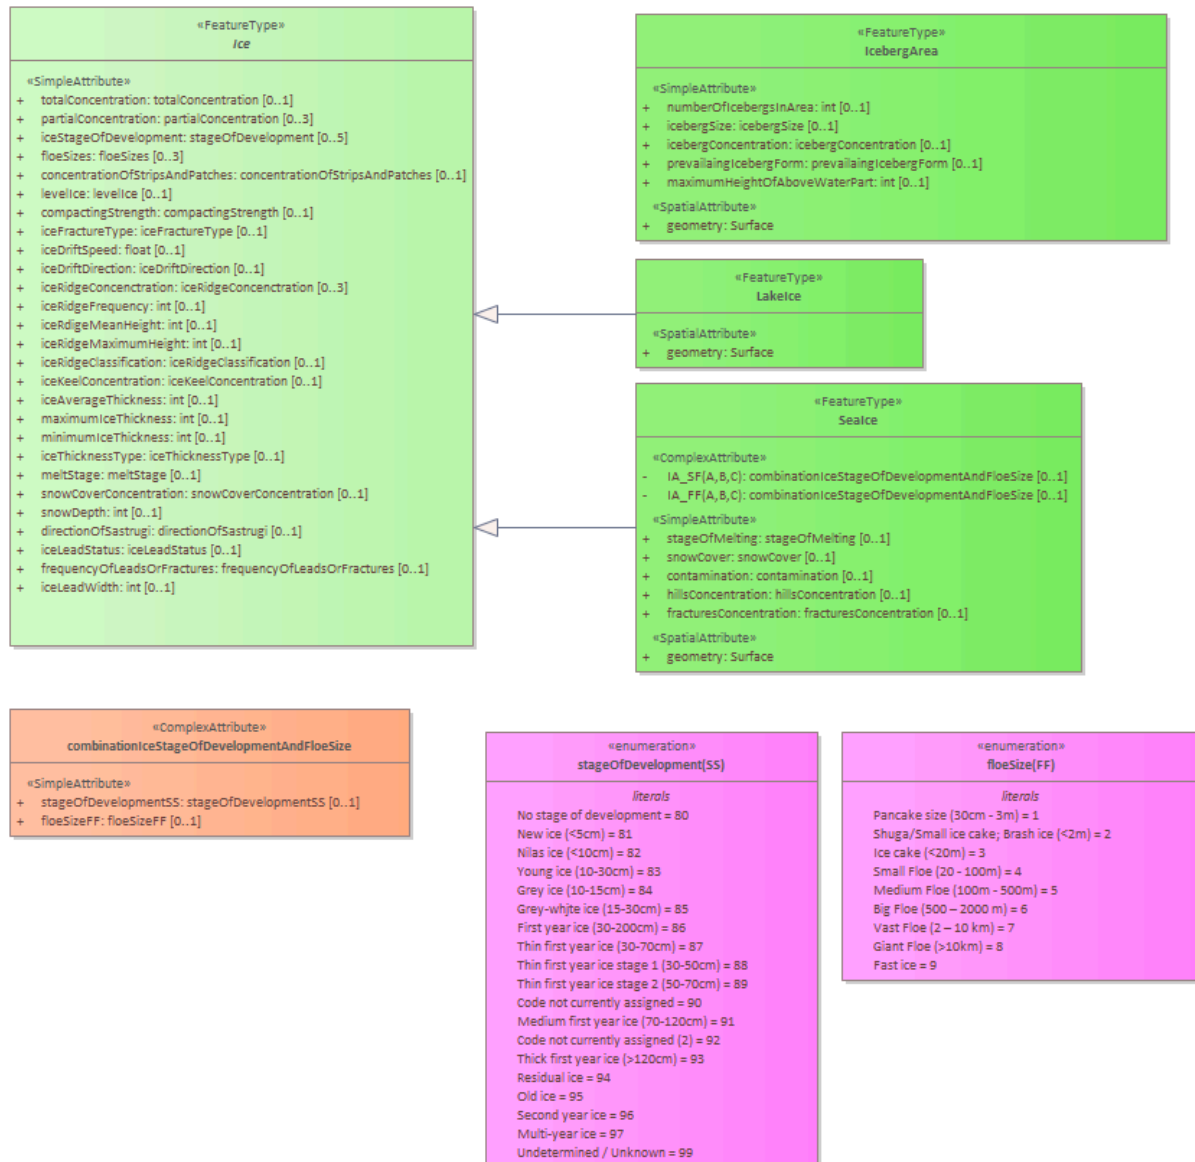 «FeatureType»
Ice
«SimpleAttribute»
+ totalConcentration: totalConcentration [0..1]
+ partialConcentration: partialConcentration [0..3]
+ iceStageOfDevelopment: stageOfDevelopment [0..5]
+ floeSizes: floeSizes [0..3]
+ concentrationOfStripsAndPatches: concentrationOfStripsAndPatches [0..1]
+ levelIce: levelIce [0..1]
+ compactingStrength: compactingStrength [0..1]
+ iceFractureType: iceFractureType [0..1]
+ iceDriftSpeed: float [0..1]
+ iceDriftDirection: iceDriftDirection [0..1]
+ iceRidgeConcenctration: iceRidgeConcenctration [0..3]
+ iceRidgeFrequency: int [0..1]
+ iceRdigeMeanHeight: int [0..1]
+ iceRidgeMaximumHeight: int [0..1]
+ iceRidgeClassification: iceRidgeClassification [0..1]
+ iceKeelConcentration: iceKeelConcentration [0..1]
+ iceAverageThickness: int [0..1]
+ maximumIceThickness: int [0..1]
+ minimumIceThickness: int [0..1]
+ iceThicknessType: iceThicknessType [0..1]
+ meltStage: meltStage [0..1]
+ snowCoverConcentration: snowCoverConcentration [0..1]
+ snowDepth: int [0..1]
+ directionOfSastrugi: directionOfSastrugi [0..1]
+ iceLeadStatus: iceLeadStatus [0..1]
+ frequencyOfLeadsOrFractures: frequencyOfLeadsOrFractures [0..1]
+ iceLeadWidth: int [0..1]
«FeatureType»
IcebergArea
«SimpleAttribute»
+ numberOfIcebergsInArea: int [0..1]
+ icebergSize: icebergSize [0..1]
+ icebergConcentration: icebergConcentration [0..1]
+ prevailaingIcebergForm: prevailaingIcebergForm [0..1]
+ maximumHeightOfAboveWaterPart: int [0..1]
«SpatialAttribute»
+ geometry: Surface
«FeatureType»
LakeIce
«SpatialAttribute»
+ geometry: Surface
«FeatureType»
SeaIce
«ComplexAttribute»
- IA_SF(A,B,C): combinationIceStageOfDevelopmentAndFloeSize [0..1]
- IA_FF(A,B,C): combinationIceStageOfDevelopmentAndFloeSize [0..1]
«SimpleAttribute»
+ stageOfMelting: stageOfMelting [0..1]
+ snowCover: snowCover [0..1]
+ contamination: contamination [0..1]
+ hillsConcentration: hillsConcentration [0..1]
+ fracturesConcentration: fracturesConcentration [0..1]
«SpatialAttribute»
+ geometry: Surface
«ComplexAttribute»
combinationIceStageOfDevelopmentAndFloeSize
«SimpleAttribute»
+ stageOfDevelopmentSS: stageOfDevelopmentSS [0..1]
+ floeSizeFF: floeSizeFF [0..1]
«enumeration»
stageOfDevelopment(SS)
literals
No stage of development = 80
New ice (<5cm) = 81
Nilas ice (<10cm) = 82
Young ice (10-30cm) = 83
Grey ice (10-15cm) = 84
Grey-whjte ice (15-30cm) = 85
First year ice (30-200cm) = 86
Thin first year ice (30-70cm) = 87
Thin first year ice stage 1 (30-50cm) = 88
Thin first year ice stage 2 (50-70cm) = 89
Code not currently assigned = 90
Medium first year ice (70-120cm) = 91
Code not currently assigned (2) = 92
Thick first year ice (>120cm) = 93
Residual ice = 94
Old ice = 95
Second year ice = 96
Multi-year ice = 97
Undetermined / Unknown = 99
«enumeration»
floeSize(FF)
literals
Pancake size (30cm - 3m) = 1
Shuga/Small ice cake; Brash ice (<2m) = 2
Ice cake (<20m) = 3
Small Floe (20 - 100m) = 4
Medium Floe (100m - 500m) = 5
Big Floe (500 – 2000 m) = 6
Vast Floe (2 – 10 km) = 7
Giant Floe (>10km) = 8
Fast ice = 9